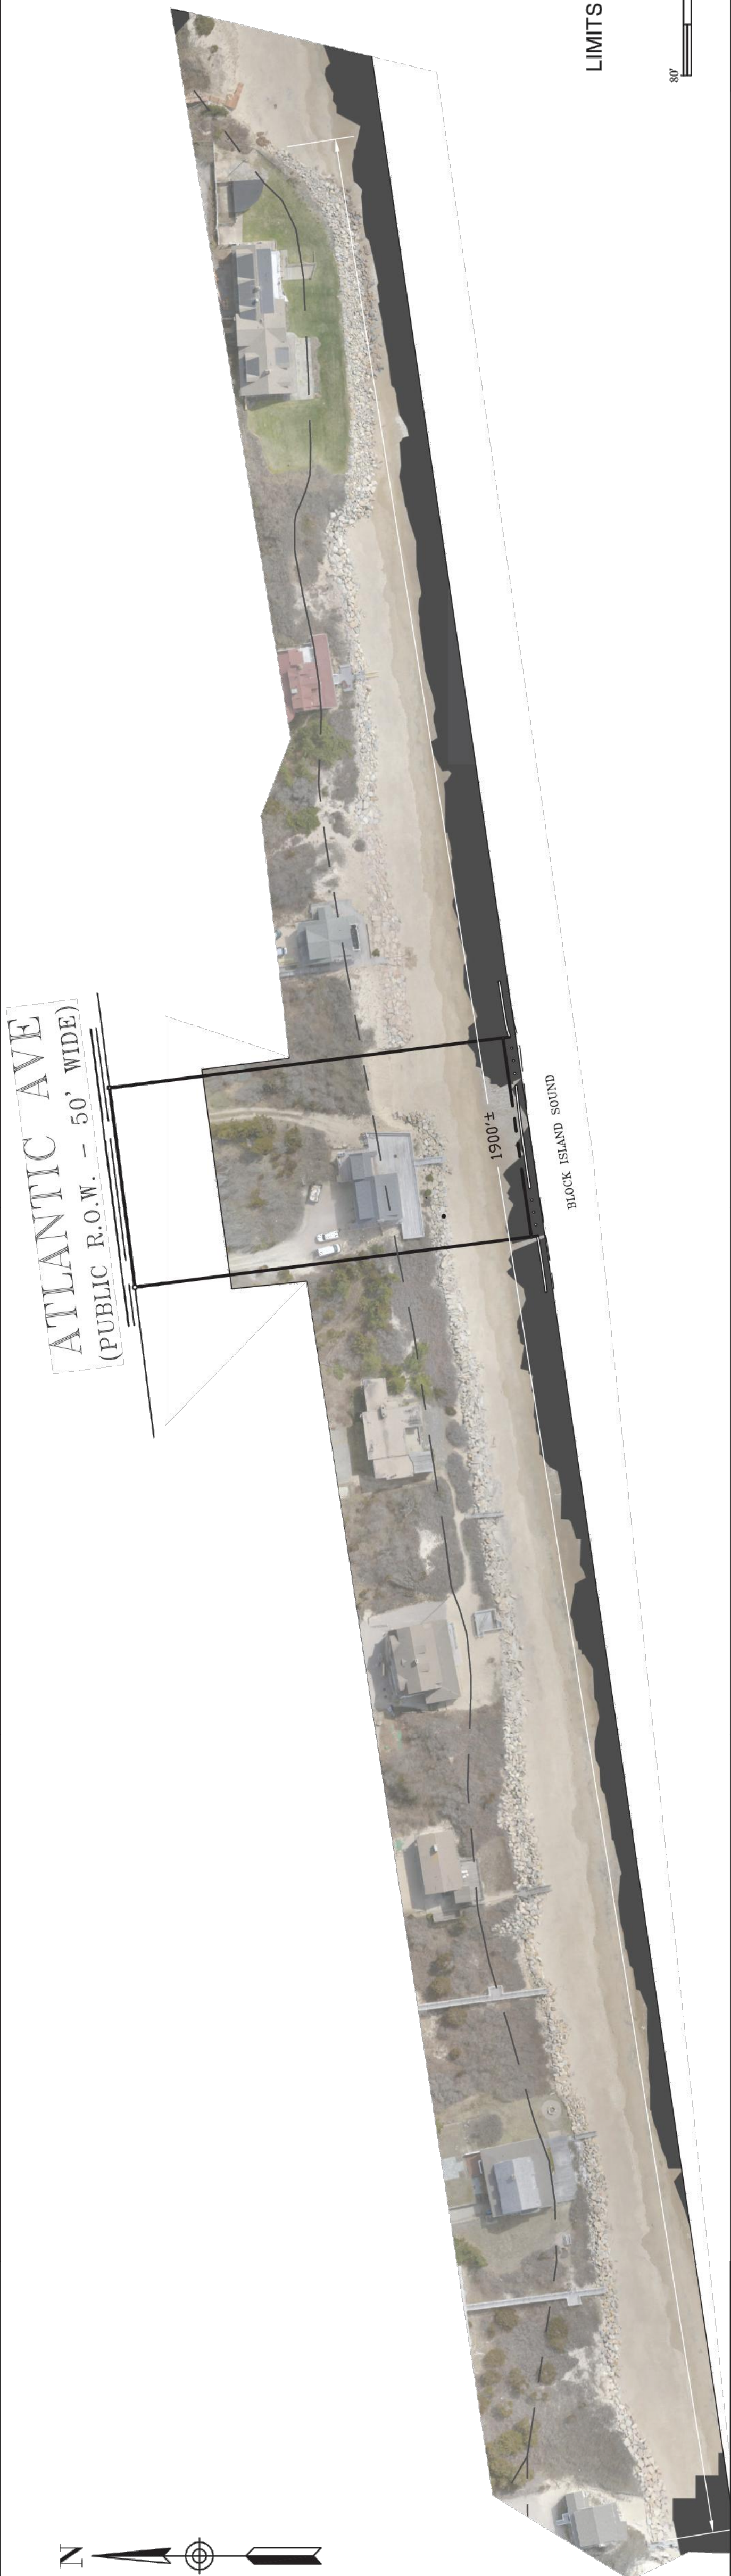 ATLANTIC AVE
(PUBLIC R.O.W. – 50' WIDE)
1900'±
BLOCK ISLAND SOUND
LIMITS
80'
N